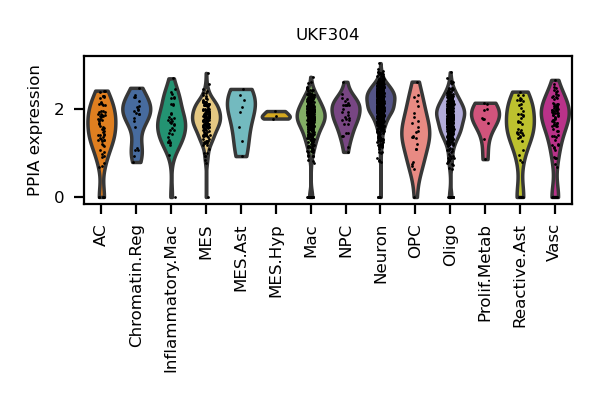 UKF304
PPIA expression
2
0
AC
Chromatin.Reg
Inflammatory.Mac
MES
MES.Ast
MES.Hyp
Mac
NPC
Neuron
OPC
Oligo
Prolif.Metab
Reactive.Ast
Vasc